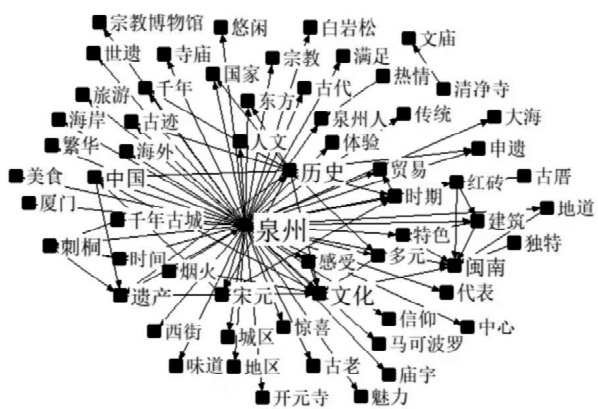 宗教博物馆
悠闲
白岩松
文庙
世遗
寺庙
国家
宗教
满足
热情
清净寺
旅游
千年
东方
古代
海岸
古迹
人文
泉州人
传统
大海
繁华
海外
体验
申遗
美食
中国
历史
贸易
红砖
古厝
厦门
时期
地道
千年古城
泉州
特色
建筑
独特
刺桐
时间
烟火
感受
多元
闽南
遗产
宋元
文化
代表
西街
城区
惊喜
信仰
中心
马可波罗
味道
地区
古老
庙宇
开元寺
魅力